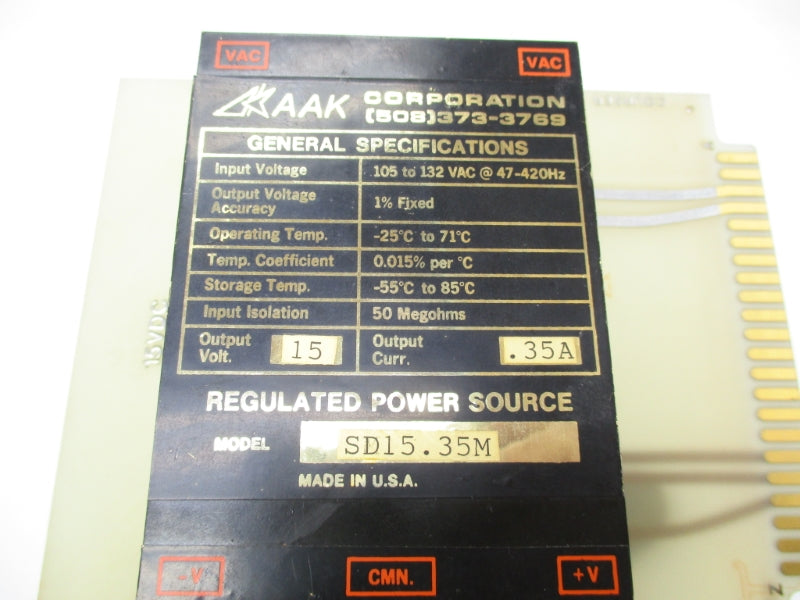 VAC VAC
AAK CORPORATION
(508)373-3769
GENERAL SPECIFICATIONS
Input Voltage 105 to 132 VAC @ 47-420Hz
Output Voltage
Accuracy 1% Fixed
Operating Temp. -25°C to 71°C
Temp. Coefficient 0.015% per °C
Storage Temp. -55°C to 85°C
Input Isolation 50 Megohms
Output
Volt. 15 Output
Curr. .35A
REGULATED POWER SOURCE
MODEL SD15.35M
MADE IN U.S.A.
-V CMN. +V
15VDC
Z